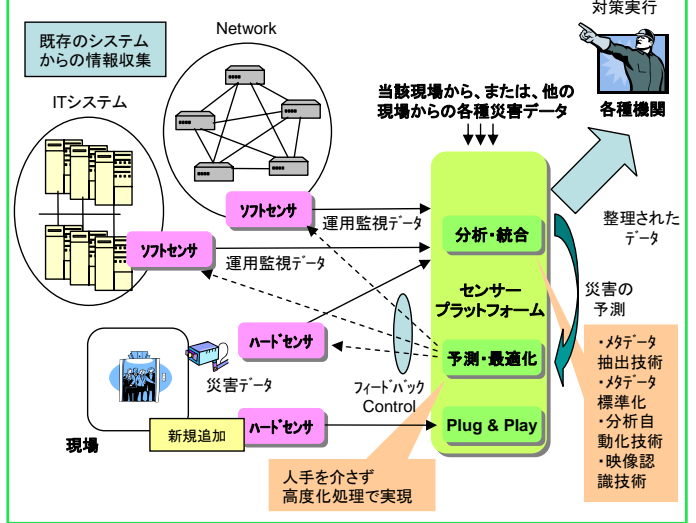 対策実行
既存のシステム
からの情報収集
Network
ITシステム
当該現場から、または、他の
現場からの各種災害データ
各種機関
ソフトセンサ
運用監視データ
分析・統合
整理された
データ
ソフトセンサ
運用監視データ
センサー
プラットフォーム
災害の
予測
ハードセンサ
災害データ
フィードバック
Control
予測・最適化
・メタデータ
抽出技術
・メタデータ
標準化
・分析自
動化技術
・映像認
識技術
現場
新規追加
ハードセンサ
Plug & Play
人手を介さず
高度化処理で実現